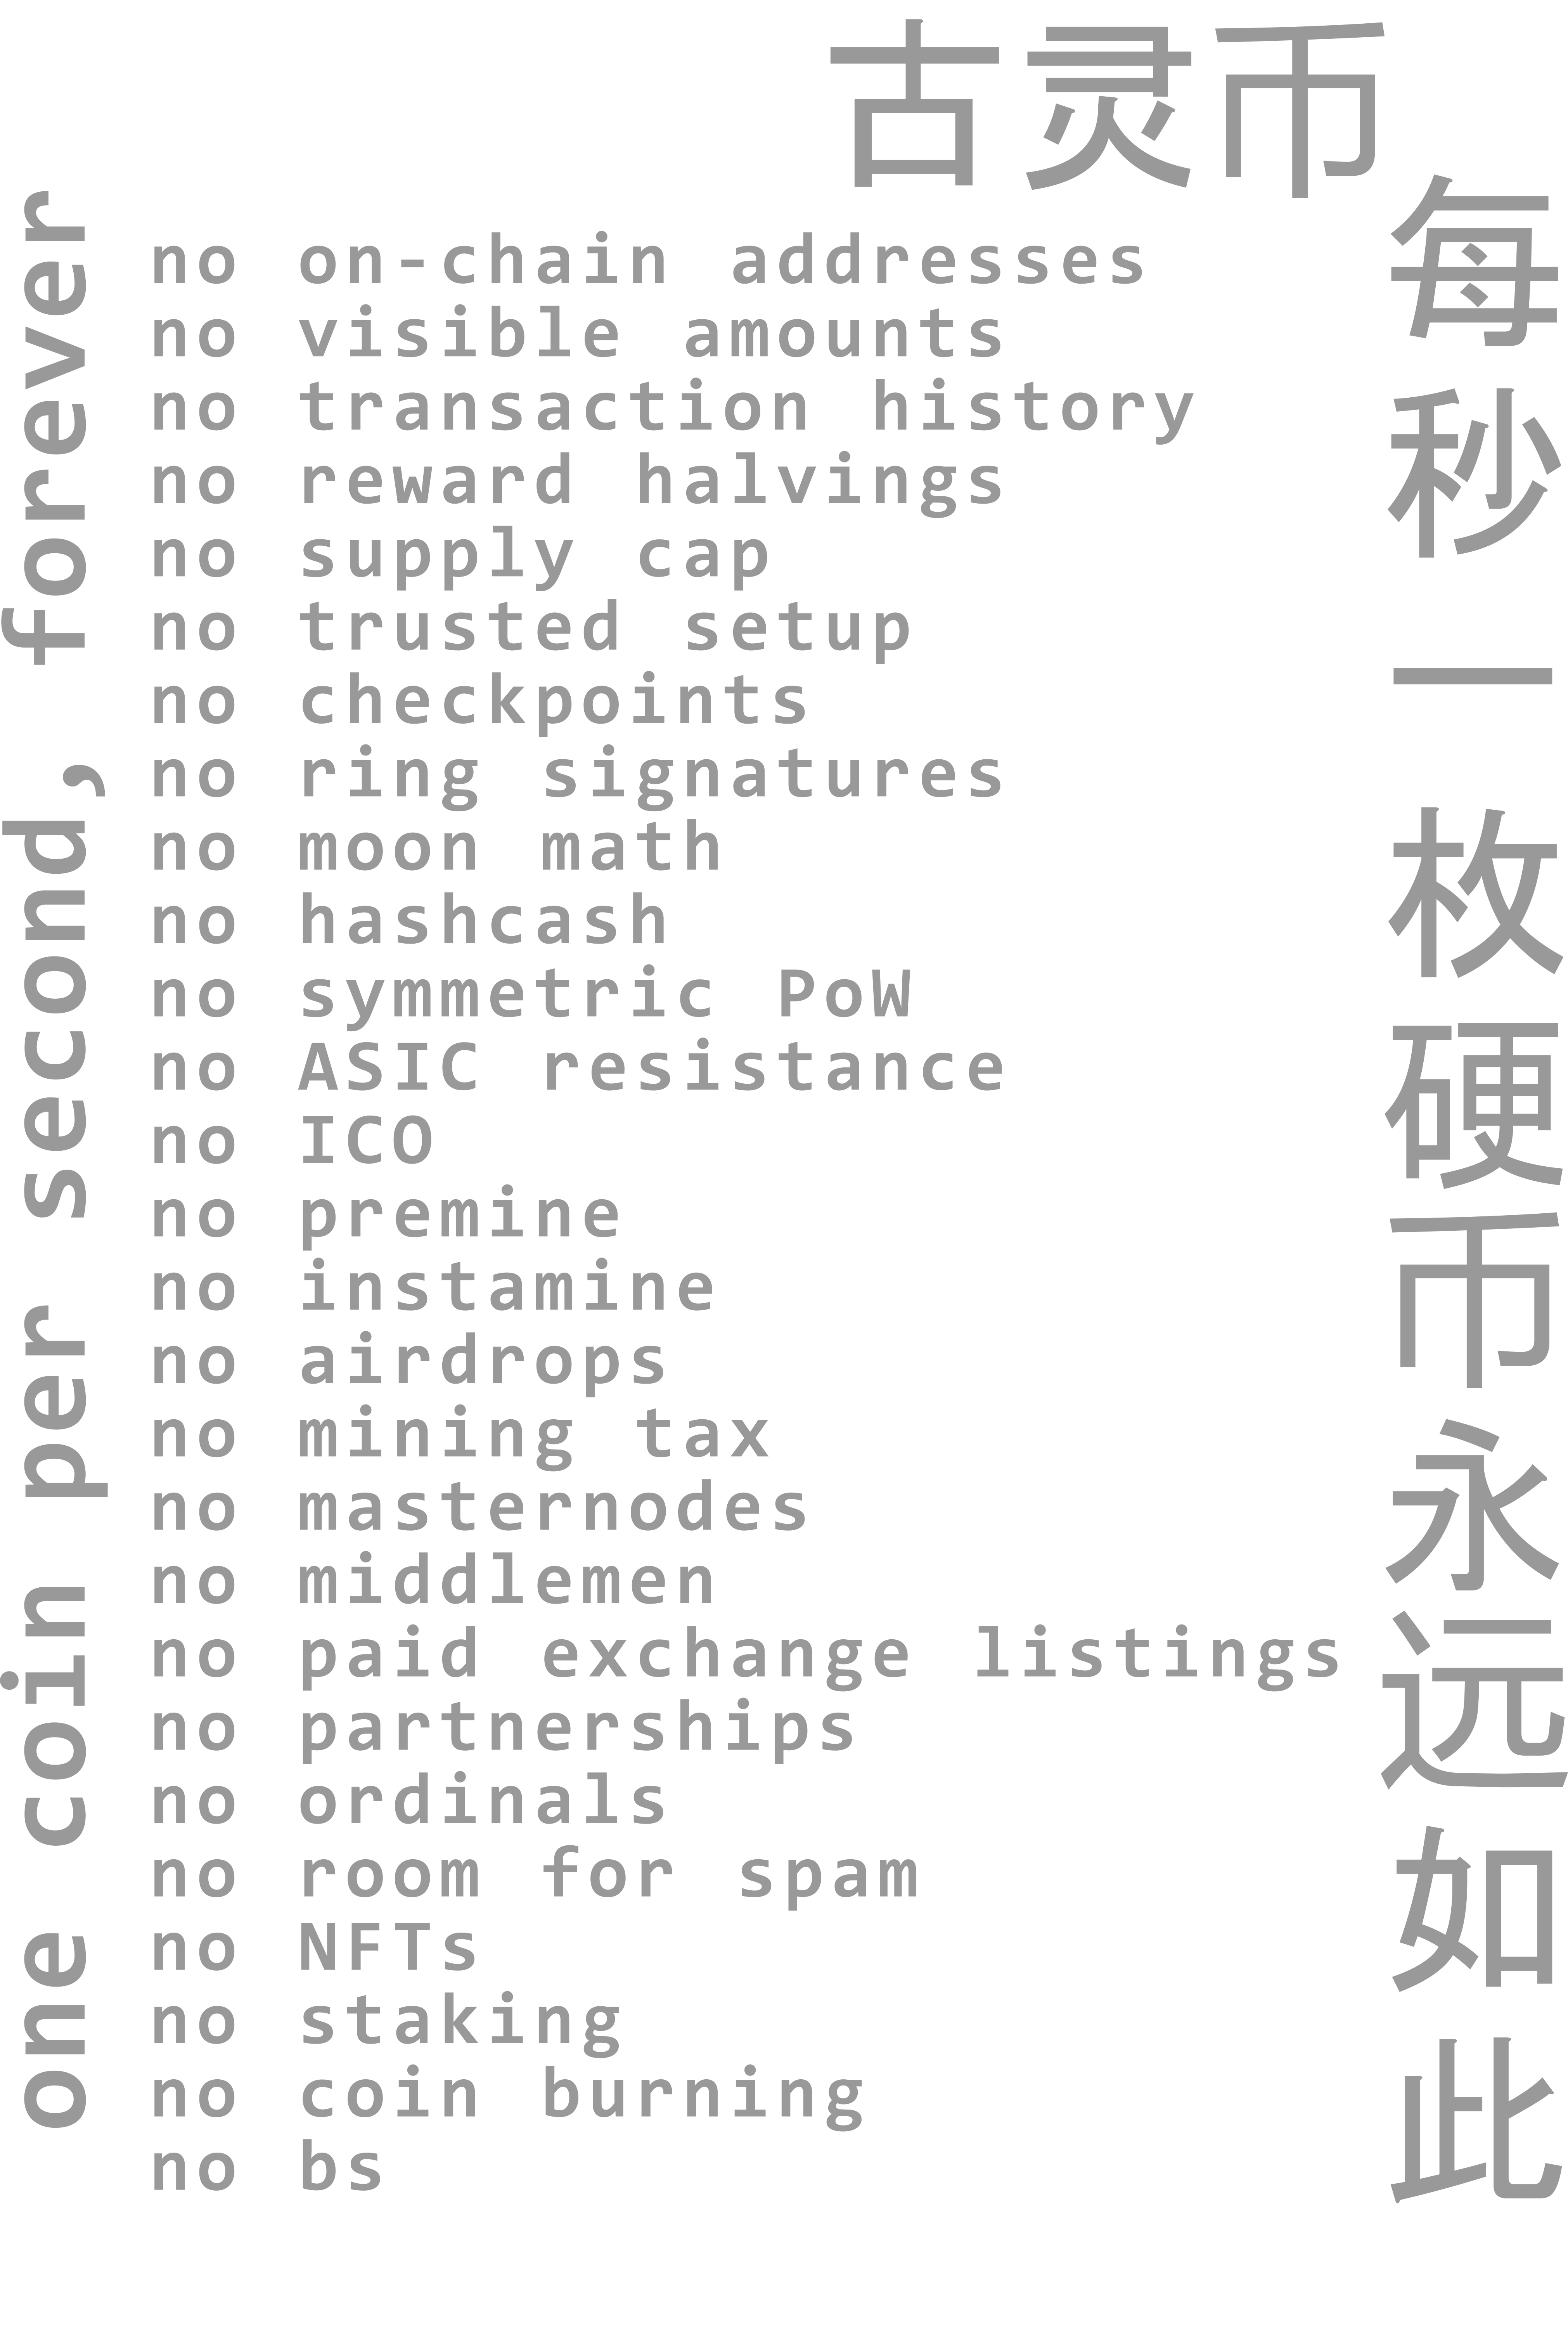 古灵币
one coin per second, forever
no on-chain addresses
no visible amounts
no transaction history
no reward halvings
no supply cap
no trusted setup
no checkpoints
no ring signatures
no moon math
no hashcash
no symmetric PoW
no ASIC resistance
no ICO
no premine
no instamine
no airdrops
no mining tax
no masternodes
no middlemen
no paid exchange listings
no partnerships
no ordinals
no room for spam
no NFTs
no staking
no coin burning
no bs
每秒一枚硬币永远如此